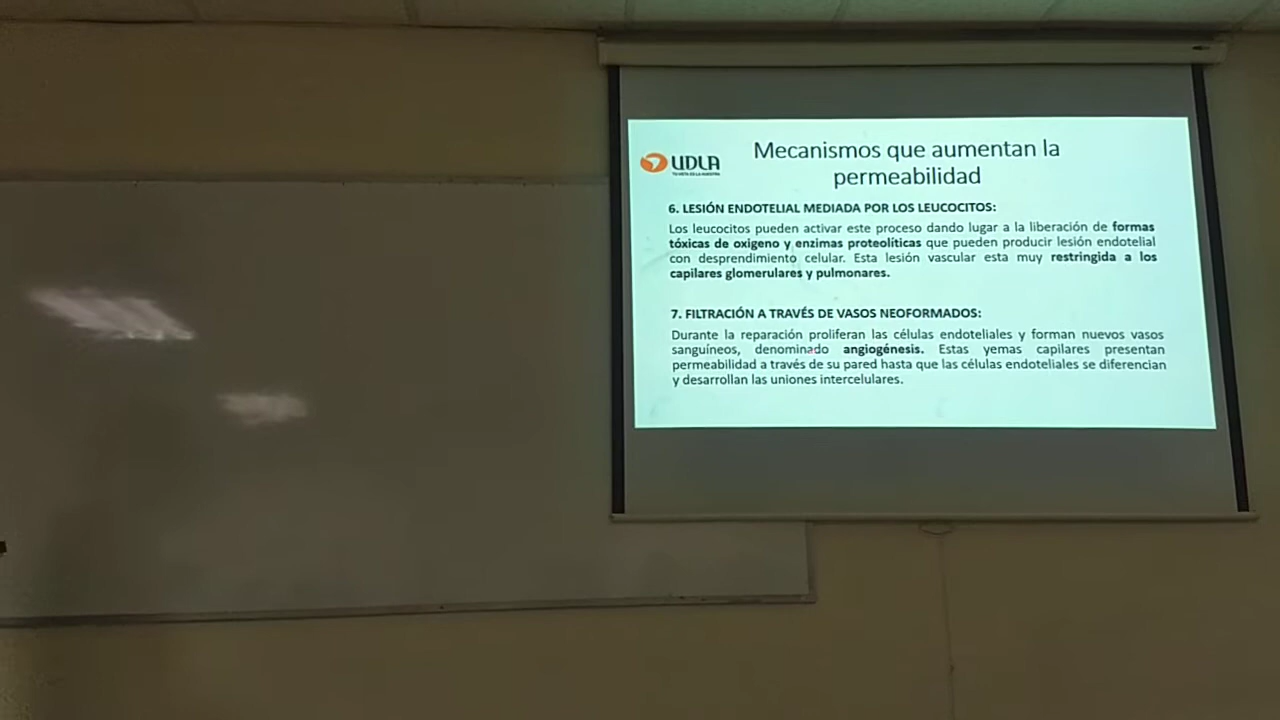 UDLA
Mecanismos que aumentan la
permeabilidad
6. LESIÓN ENDOTELIAL MEDIADA POR LOS LEUCOCITOS:
Los leucocitos pueden activar este proceso dando lugar a la liberación de formas
tóxicas de oxigeno y enzimas proteolíticas que pueden producir lesión endotelial
con desprendimiento celular. Esta lesión vascular esta muy restringida a los
capilares glomerulares y pulmonares.
7. FILTRACIÓN A TRAVÉS DE VASOS NEOFORMADOS:
Durante la reparación proliferan las células endoteliales y forman nuevos vasos
sanguíneos, denominado angiogénesis. Estas yemas capilares presentan
permeabilidad a través de su pared hasta que las células endoteliales se diferencian
y desarrollan las uniones intercelulares.